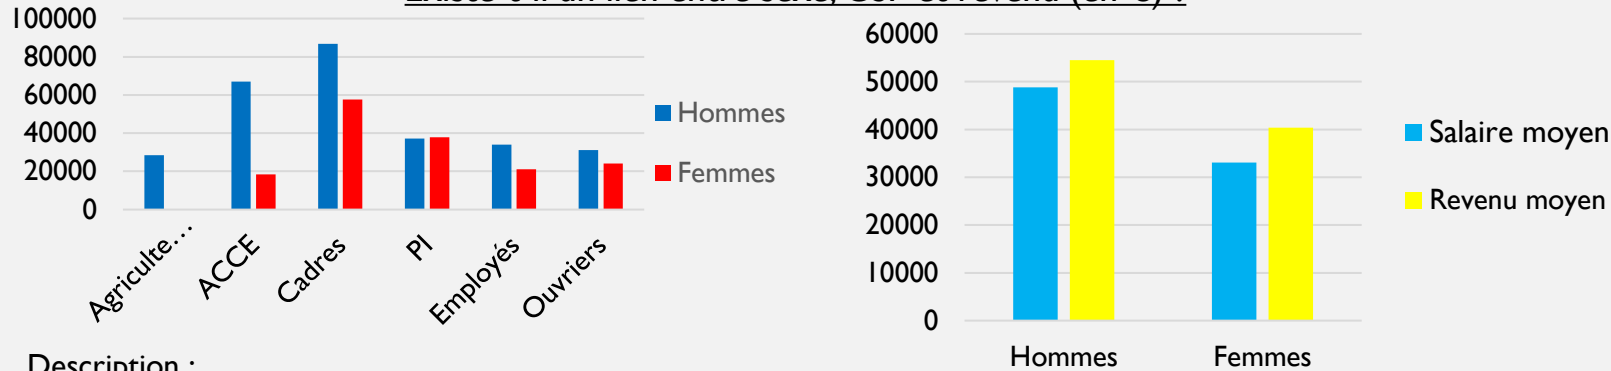 100000
80000
60000
40000
20000
0
Agriculte...
ACCE
Cadres
PI
Employés
Ouvriers
Hommes
Femmes
60000
50000
40000
30000
20000
10000
0
Hommes
Femmes
Salaire moyen
Revenu moyen
Description :